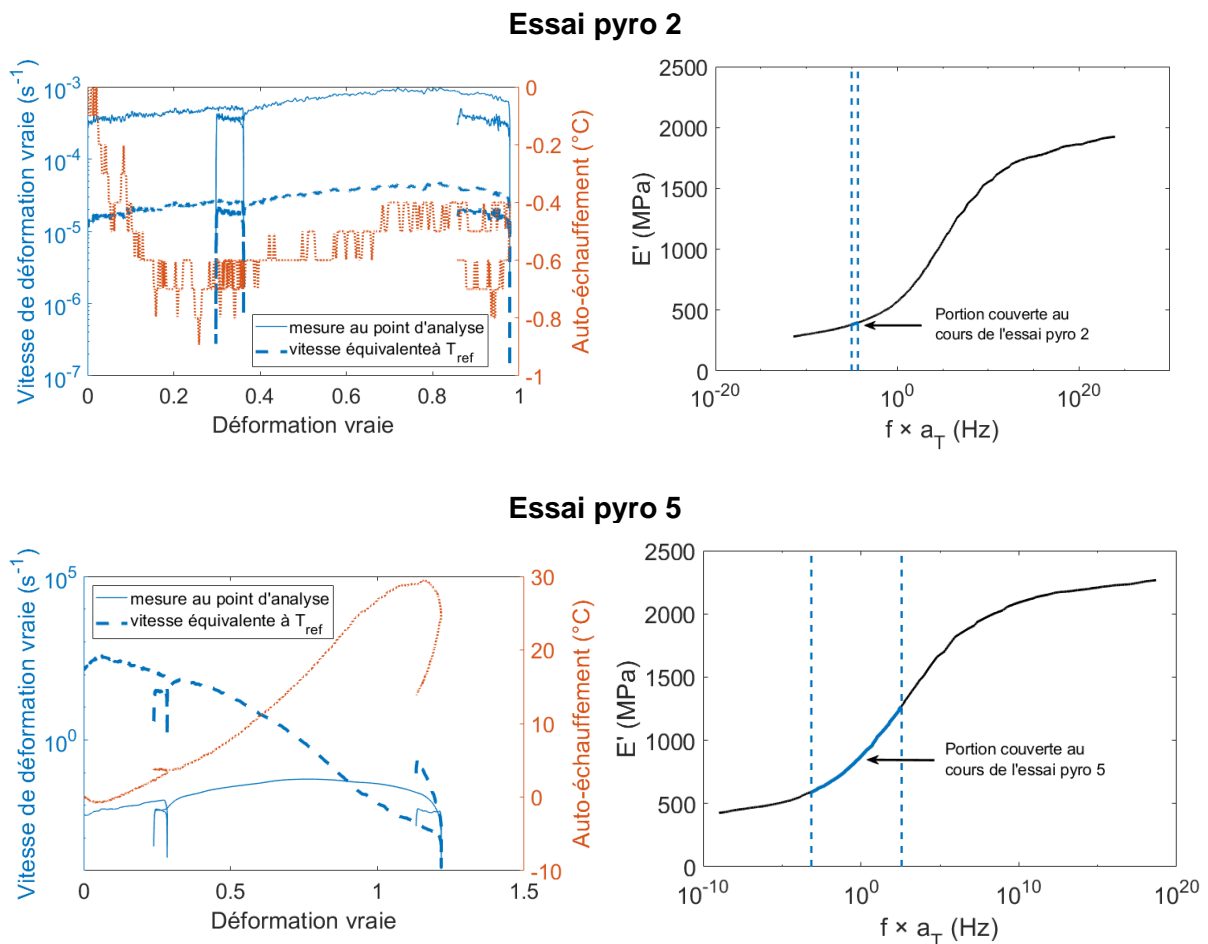 Essai pyro 2
Vitesse de déformation vraie (s⁻¹)
10⁻³
10⁻⁴
10⁻⁵
10⁻⁶
10⁻⁷
0
-0.2
-0.4
-0.6
-0.8
-1
Auto-échauffement (°C)
mesure au point d'analyse
vitesse équivalenteà T_ref
0 0.2 0.4 0.6 0.8 1
Déformation vraie
E' (MPa)
2500
2000
1500
1000
500
0
Portion couverte au
cours de l'essai pyro 2
10⁻²⁰ 10⁰ 10²⁰
f × a_T (Hz)
Essai pyro 5
Vitesse de déformation vraie (s⁻¹)
10⁵
10⁰
30
20
10
0
-10
Auto-échauffement (°C)
mesure au point d'analyse
vitesse équivalente à T_ref
0 0.5 1 1.5
Déformation vraie
E' (MPa)
2500
2000
1500
1000
500
0
Portion couverte au
cours de l'essai pyro 5
10⁻¹⁰ 10⁰ 10¹⁰ 10²⁰
f × a_T (Hz)